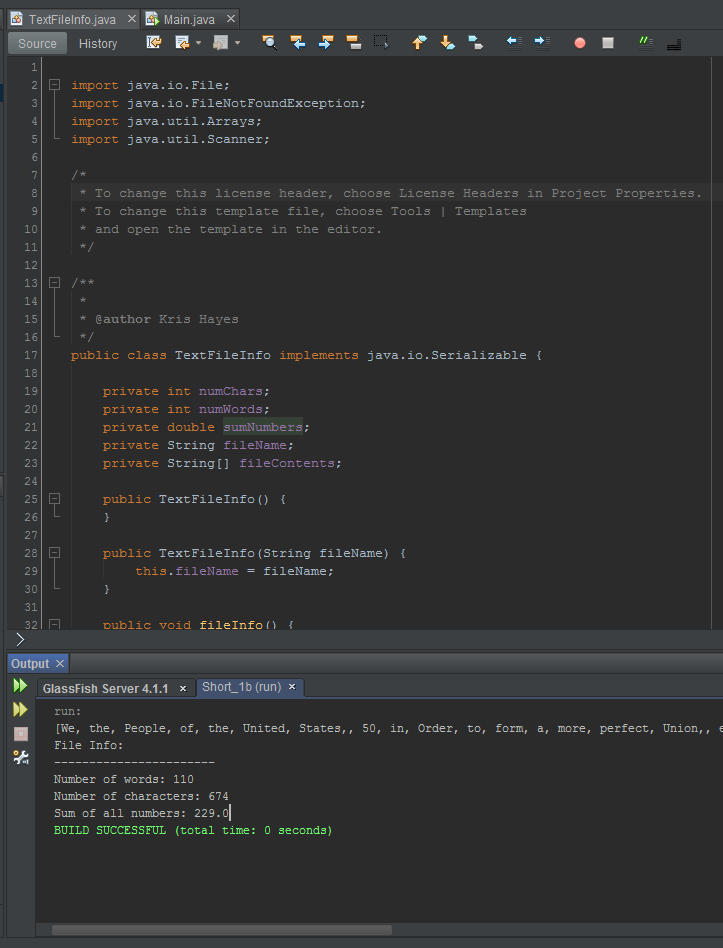 TextFileInfo.java Main.java
Source History
1
2 import java.io.File;
3 import java.io.FileNotFoundException;
4 import java.util.Arrays;
5 import java.util.Scanner;
6
7 /*
8 * To change this license header, choose License Headers in Project Properties.
9 * To change this template file, choose Tools | Templates
10 * and open the template in the editor.
11 */
12
13 /**
14 *
15 * @author Kris Hayes
16 */
17 public class TextFileInfo implements java.io.Serializable {
18
19 private int numChars;
20 private int numWords;
21 private double sumNumbers;
22 private String fileName;
23 private String[] fileContents;
24
25 public TextFileInfo() {
26 }
27
28 public TextFileInfo(String fileName) {
29 this.fileName = fileName;
30 }
31
32 public void fileInfo() {
Output
GlassFish Server 4.1.1 Short_1b (run)
run:
[We, the, People, of, the, United, States,, 50, in, Order, to, form, a, more, perfect, Union,, e
File Info:
-----------------------
Number of words: 110
Number of characters: 674
Sum of all numbers: 229.0
BUILD SUCCESSFUL (total time: 0 seconds)